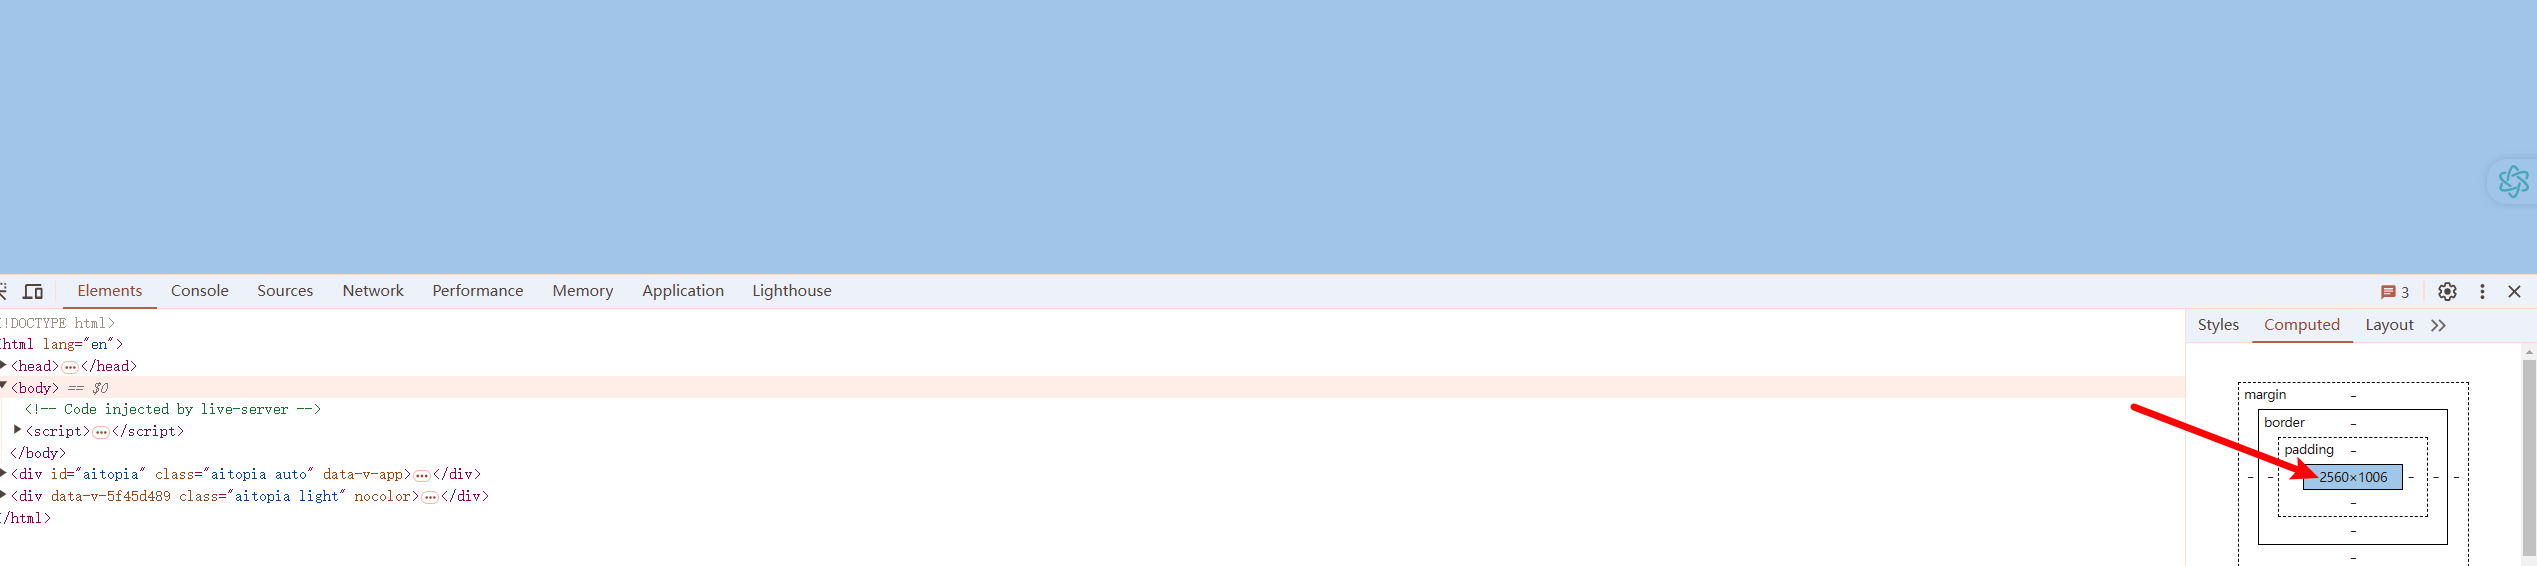 Elements Console Sources Network Performance Memory Application Lighthouse 3
!DOCTYPE html>
html lang="en">
<head>…</head>
<body> == $0
<!-- Code injected by live-server -->
<script>…</script>
</body>
<div id="aitopia" class="aitopia auto" data-v-app>…</div>
<div data-v-5f45d489 class="aitopia light" nocolor>…</div>
/html>
Styles Computed Layout
margin -
border -
padding -
- - 2560×1006 - - -
-
-
-